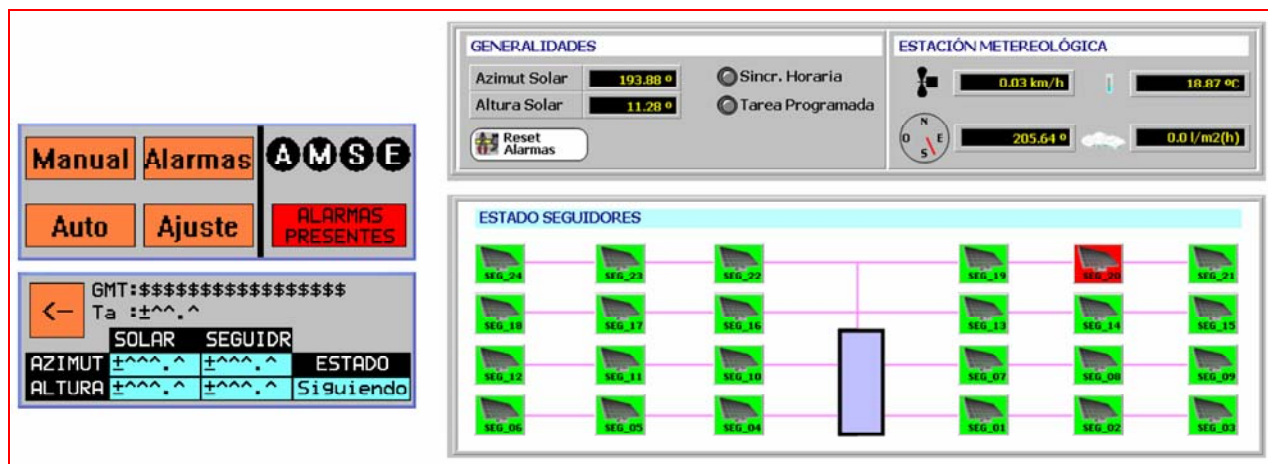 Manual Alarmas A M S E
Auto Ajuste ALARMAS
PRESENTES
<- GMT:$$$$$$$$$$$$$$$$$$
Ta :±^^.^
SOLAR SEGUIDR
AZIMUT ±^^^.^ ±^^^.^ ESTADO
ALTURA ±^^^.^ ±^^^.^ Siguiendo
GENERALIDADES
Azimut Solar 193.88 º Sincr. Horaria
Altura Solar 11.28 º Tarea Programada
Reset
Alarmas
ESTACIÓN METEREOLÓGICA
0.03 km/h 18.87 ºC
N
O E
S
205.64 º 0.0 l/m2(h)
ESTADO SEGUIDORES
SEG_24 SEG_23 SEG_22 SEG_19 SEG_20 SEG_21
SEG_18 SEG_17 SEG_16 SEG_13 SEG_14 SEG_15
SEG_12 SEG_11 SEG_10 SEG_07 SEG_08 SEG_09
SEG_06 SEG_05 SEG_04 SEG_01 SEG_02 SEG_03